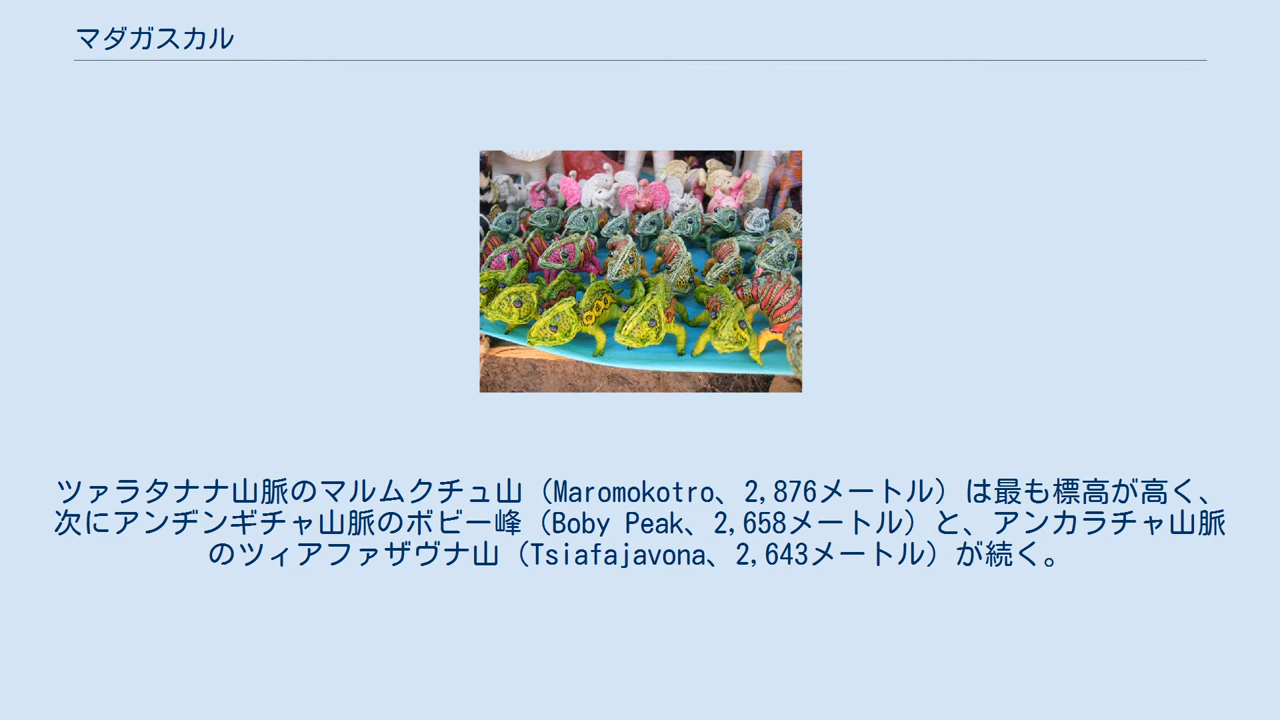 マダガスカル
ツァラタナナ山脈のマルムクチュ山（Maromokotro、2,876メートル）は最も標高が高く、
次にアンヂンギチャ山脈のボビー峰（Boby Peak、2,658メートル）と、アンカラチャ山脈
のツィアファザヴナ山（Tsiafajavona、2,643メートル）が続く。